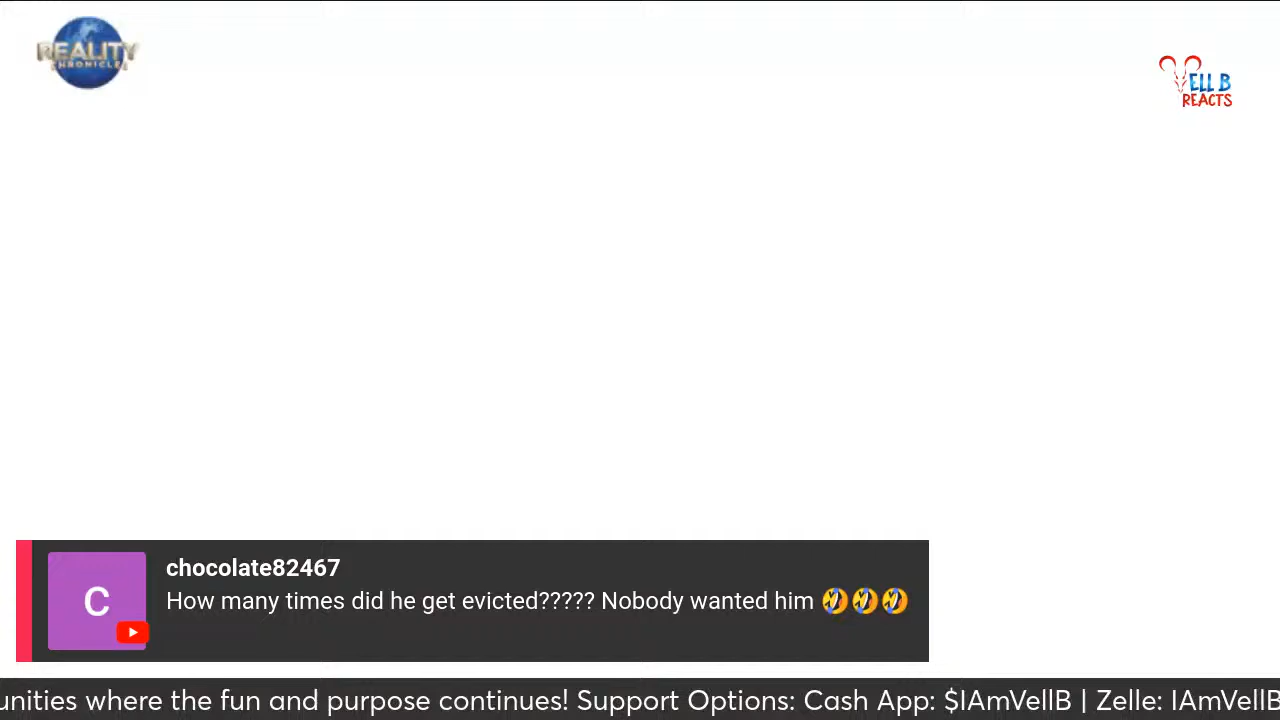 REALITY
CHRONICLES
ELL B
REACTS
chocolate82467
How many times did he get evicted????? Nobody wanted him 🤣🤣🤣
C
unities where the fun and purpose continues! Support Options: Cash App: $IAmVellB | Zelle: IAmVellB